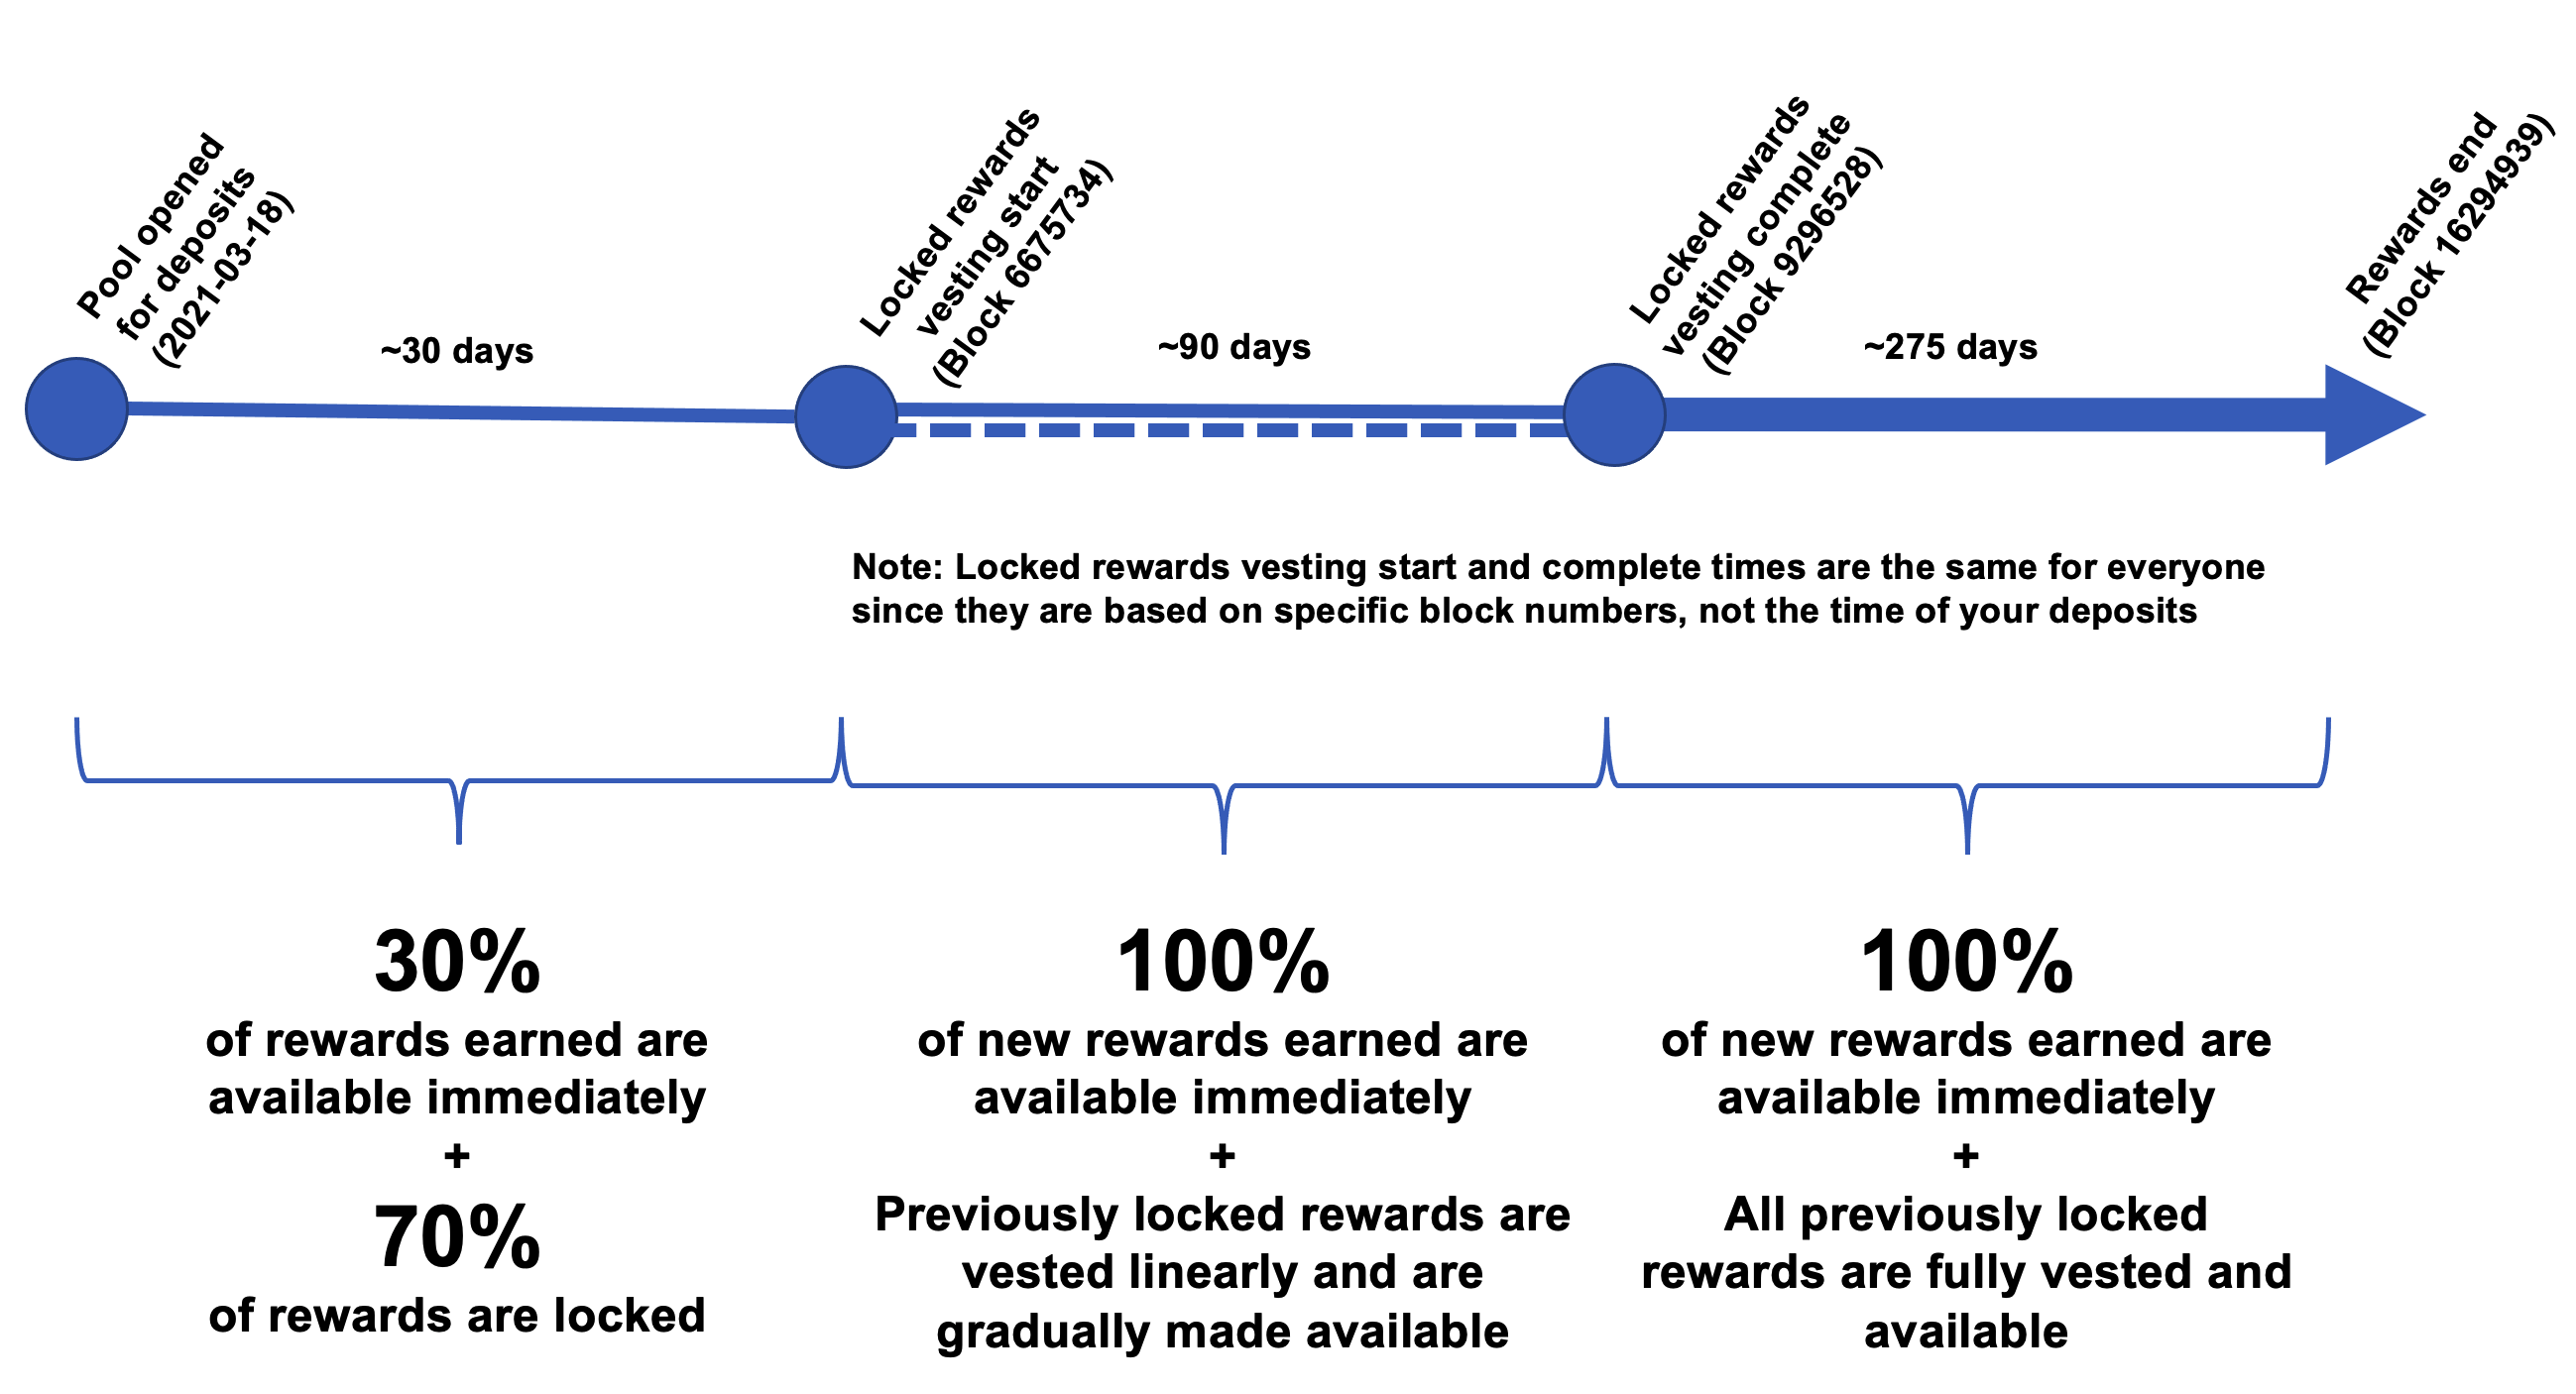 Pool opened
for deposits
(2021-03-18)
~30 days
Locked rewards
vesting start
(Block 6675734)
~90 days
Locked rewards
vesting complete
(Block 9296528)
~275 days
Rewards end
(Block 16294939)
Note: Locked rewards vesting start and complete times are the same for everyone
since they are based on specific block numbers, not the time of your deposits
30%
of rewards earned are
available immediately
+
70%
of rewards are locked
100%
of new rewards earned are
available immediately
+
Previously locked rewards are
vested linearly and are
gradually made available
100%
of new rewards earned are
available immediately
+
All previously locked
rewards are fully vested and
available